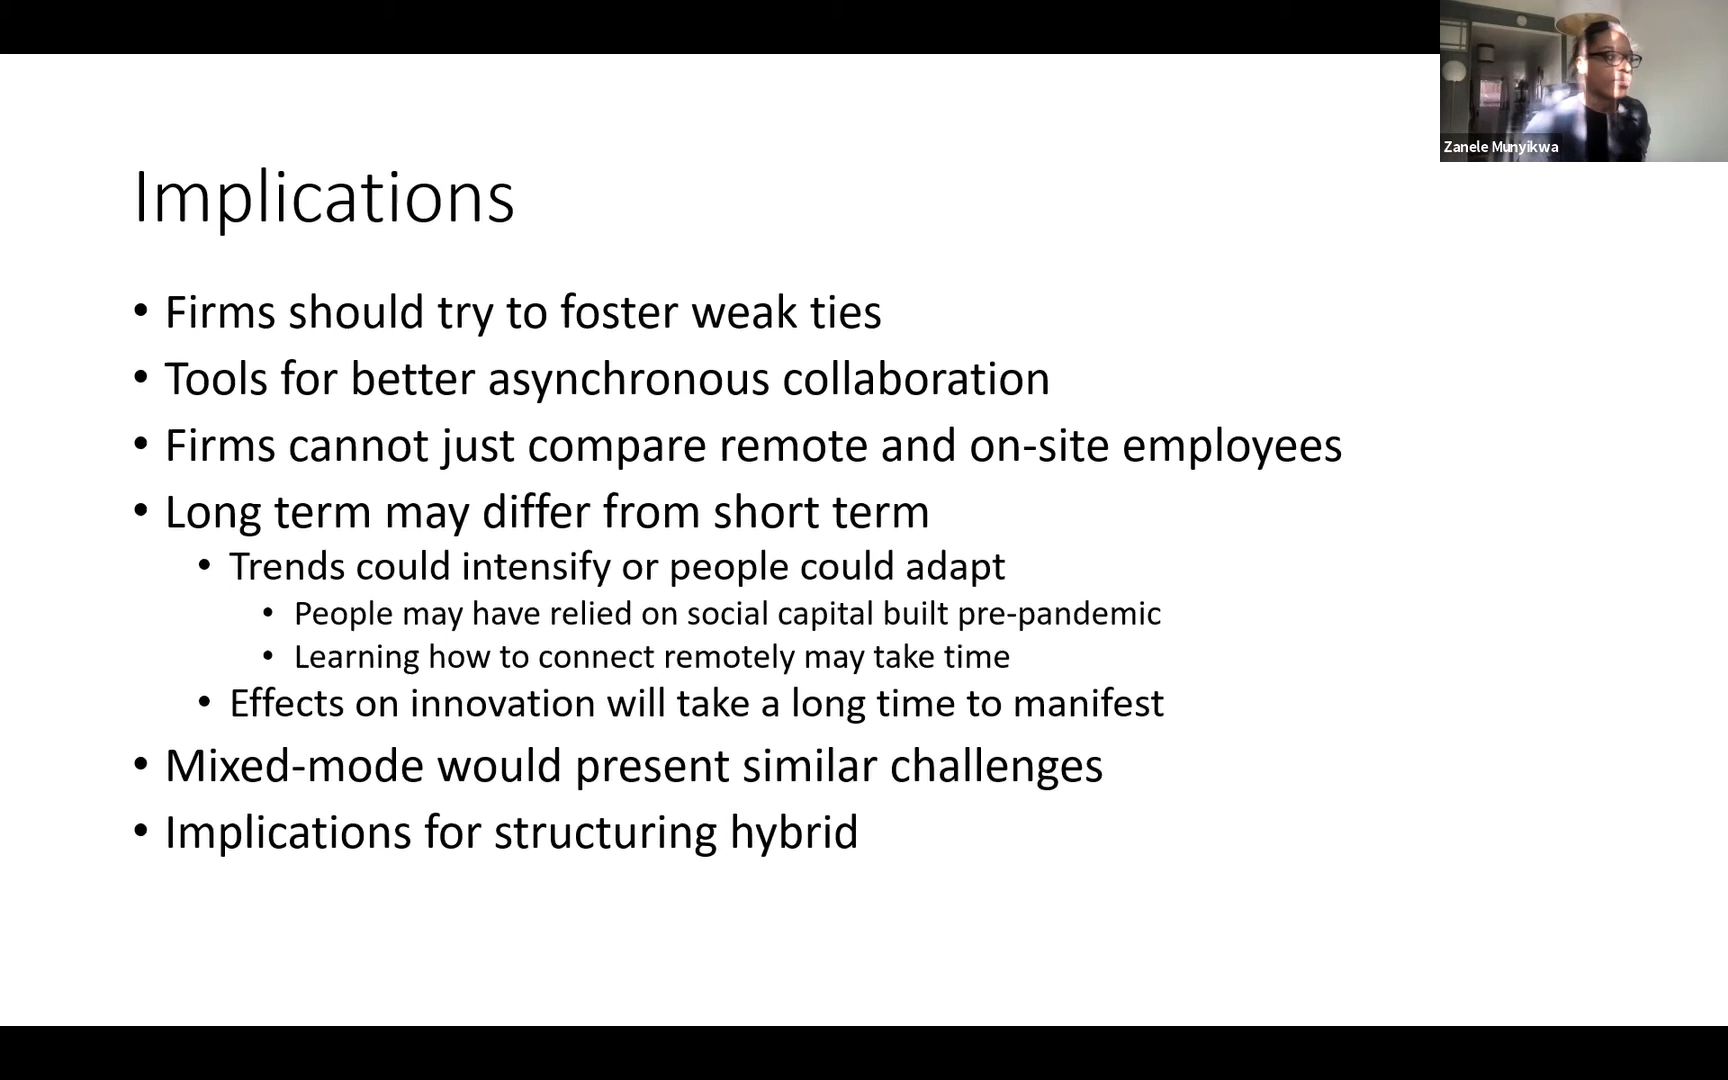 Zanele Munyikwa
Implications
• Firms should try to foster weak ties
• Tools for better asynchronous collaboration
• Firms cannot just compare remote and on-site employees
• Long term may differ from short term
• Trends could intensify or people could adapt
• People may have relied on social capital built pre-pandemic
• Learning how to connect remotely may take time
• Effects on innovation will take a long time to manifest
• Mixed-mode would present similar challenges
• Implications for structuring hybrid